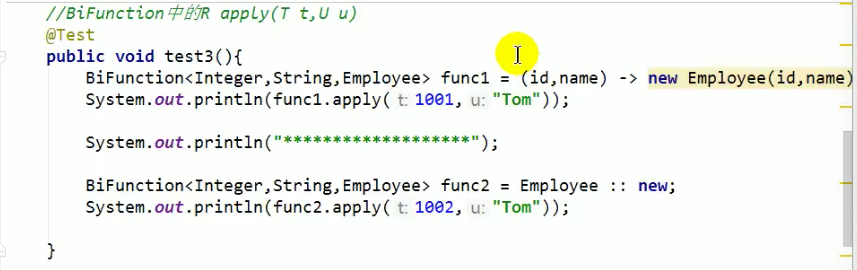 //BiFunction中的R apply(T t,U u)
@Test
public void test3(){
BiFunction<Integer,String,Employee> func1 = (id,name) -> new Employee(id,name)
System.out.println(func1.apply( t: 1001, u: "Tom"));
System.out.println("*******************");
BiFunction<Integer,String,Employee> func2 = Employee :: new;
System.out.println(func2.apply( t: 1002, u: "Tom"));
}